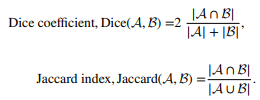 Dice coefficient, Dice(𝒜, ℬ) =2 |𝒜 ∩ ℬ| / |𝒜| + |ℬ|,
Jaccard index, Jaccard(𝒜, ℬ) = |𝒜 ∩ ℬ| / |𝒜 ∪ ℬ|.